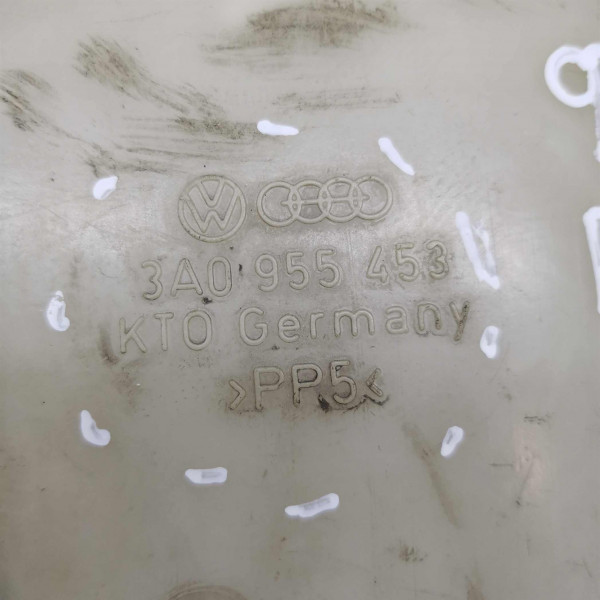 VW
3A0 955 453
KTO Germany
>PP5<